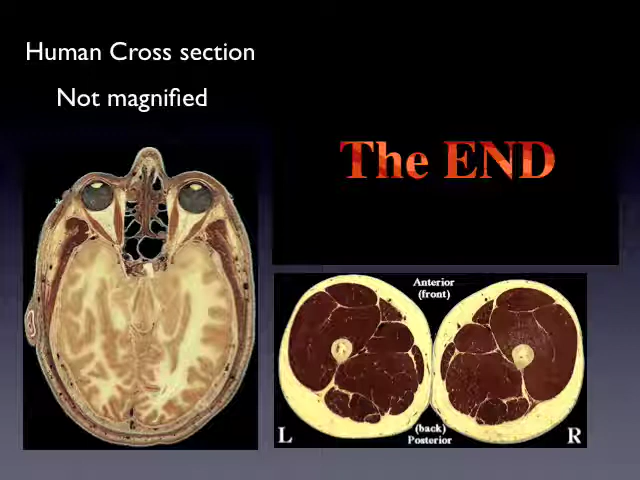 Human Cross section
Not magnified
The END
Anterior
(front)
L
(back)
Posterior
R